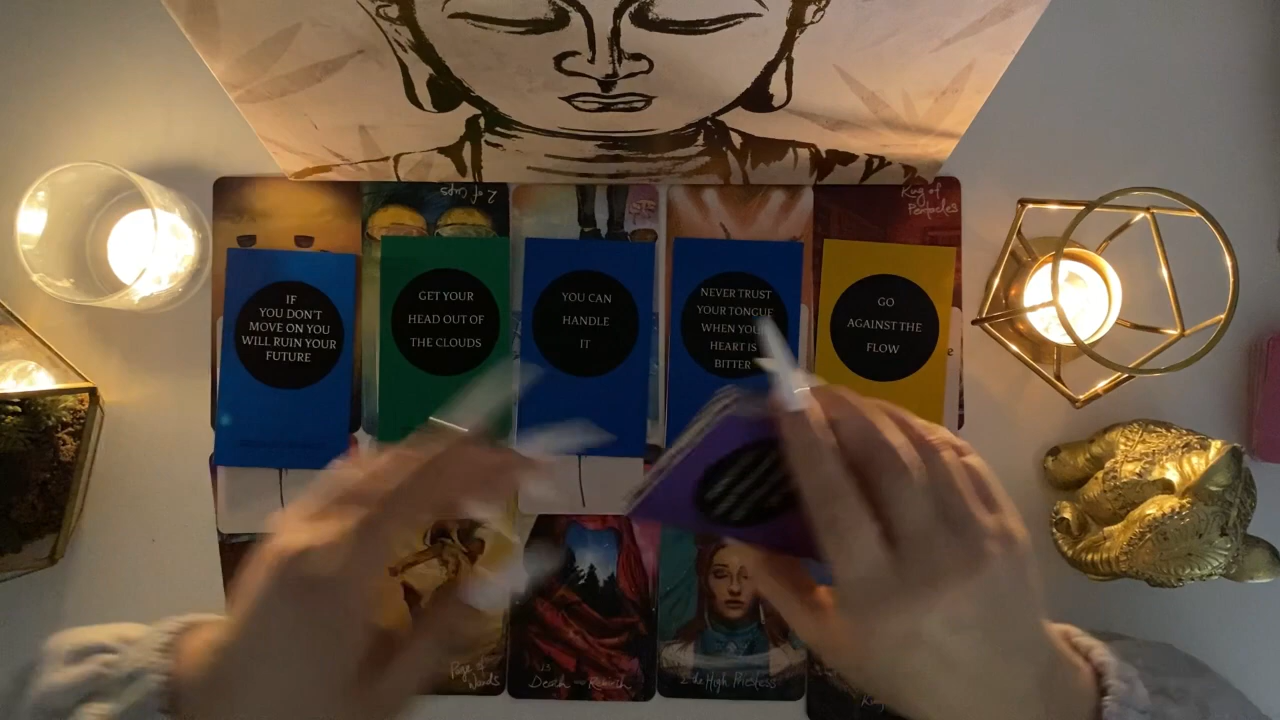 2 of Cups
King of
Pentacles
IF
YOU DON'T
MOVE ON YOU
WILL RUIN YOUR
FUTURE
GET YOUR
HEAD OUT OF
THE CLOUDS
YOU CAN
HANDLE
IT
NEVER TRUST
YOUR TONGUE
WHEN YOUR
HEART IS
BITTER
GO
AGAINST THE
FLOW
Page of
Wands
13
Death and Rebirth
2 the High Priestess
King